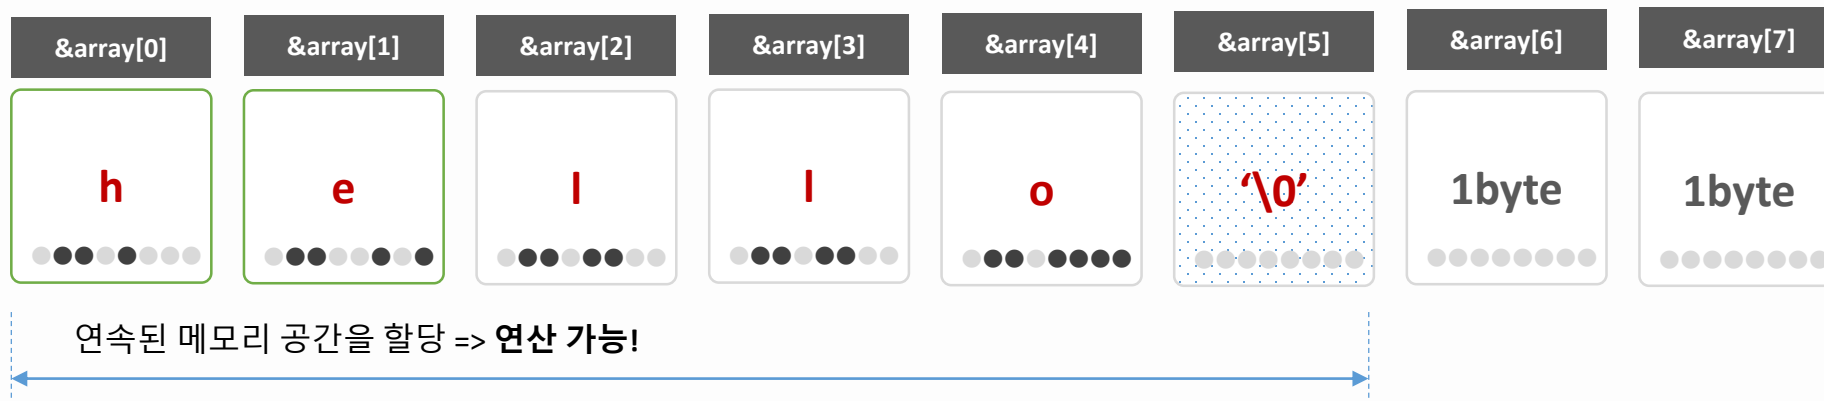 &array[0] &array[1] &array[2] &array[3] &array[4] &array[5] &array[6] &array[7]
h e l l o ‘\0’ 1byte 1byte
연속된 메모리 공간을 할당 => 연산 가능!